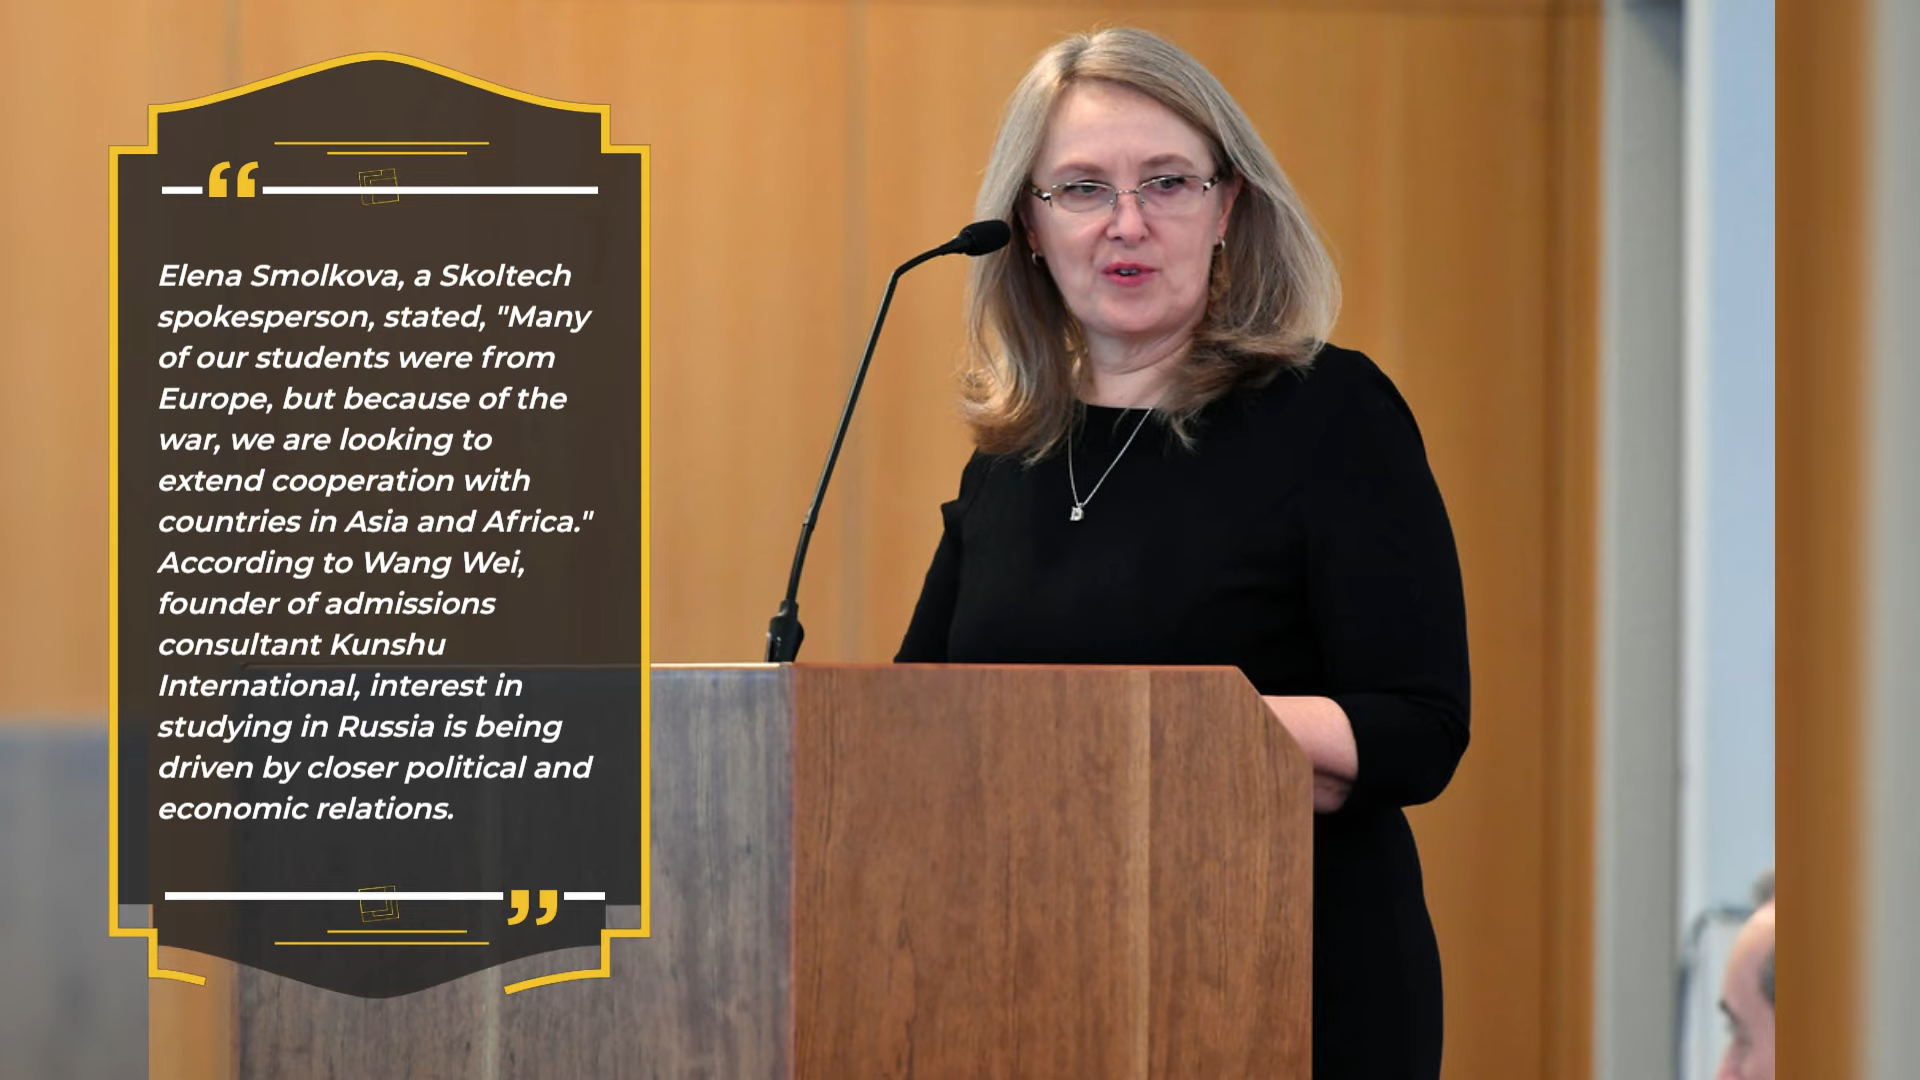 Elena Smolkova, a Skoltech
spokesperson, stated, "Many
of our students were from
Europe, but because of the
war, we are looking to
extend cooperation with
countries in Asia and Africa."
According to Wang Wei,
founder of admissions
consultant Kunshu
International, interest in
studying in Russia is being
driven by closer political and
economic relations.